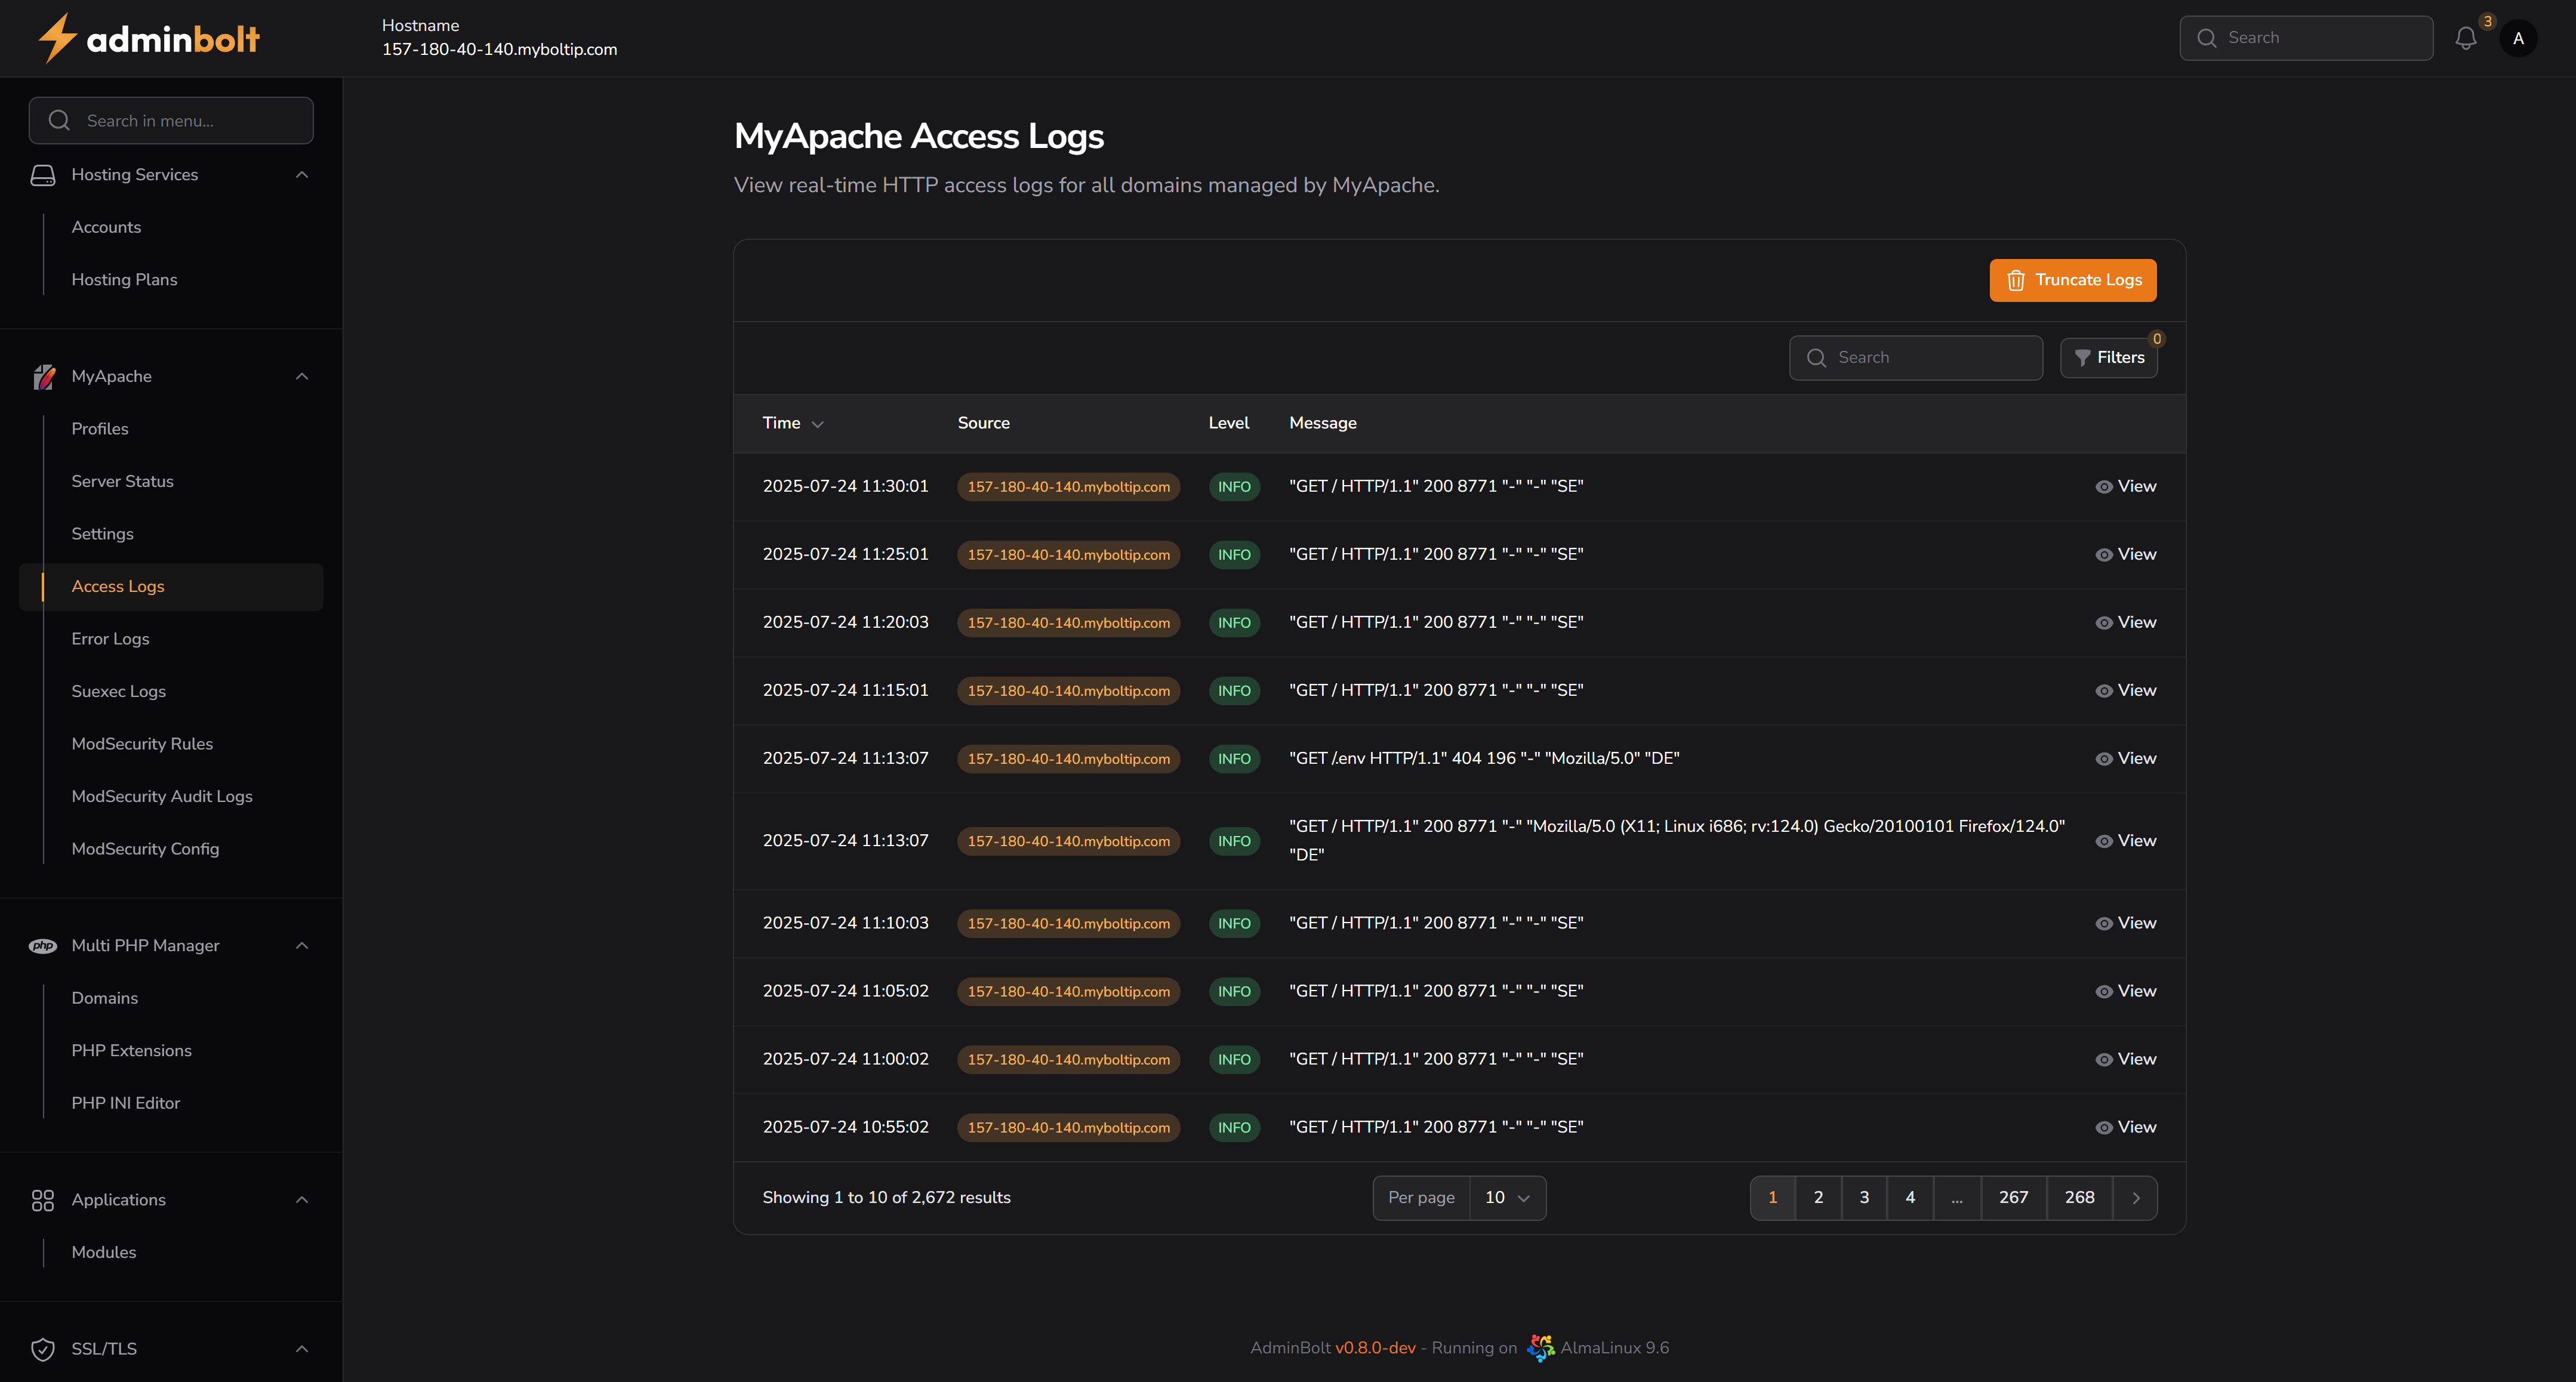 adminbolt
Hostname
157-180-40-140.myboltip.com
Search
3
A
Search in menu...
Hosting Services
Accounts
Hosting Plans
MyApache
Profiles
Server Status
Settings
Access Logs
Error Logs
Suexec Logs
ModSecurity Rules
ModSecurity Audit Logs
ModSecurity Config
php
Multi PHP Manager
Domains
PHP Extensions
PHP INI Editor
Applications
Modules
SSL/TLS
MyApache Access Logs
View real-time HTTP access logs for all domains managed by MyApache.
Truncate Logs
Search
Filters
0
Time Source Level Message
2025-07-24 11:30:01 157-180-40-140.myboltip.com INFO "GET / HTTP/1.1" 200 8771 "-" "-" "SE" View
2025-07-24 11:25:01 157-180-40-140.myboltip.com INFO "GET / HTTP/1.1" 200 8771 "-" "-" "SE" View
2025-07-24 11:20:03 157-180-40-140.myboltip.com INFO "GET / HTTP/1.1" 200 8771 "-" "-" "SE" View
2025-07-24 11:15:01 157-180-40-140.myboltip.com INFO "GET / HTTP/1.1" 200 8771 "-" "-" "SE" View
2025-07-24 11:13:07 157-180-40-140.myboltip.com INFO "GET /.env HTTP/1.1" 404 196 "-" "Mozilla/5.0" "DE" View
2025-07-24 11:13:07 157-180-40-140.myboltip.com INFO "GET / HTTP/1.1" 200 8771 "-" "Mozilla/5.0 (X11; Linux i686; rv:124.0) Gecko/20100101 Firefox/124.0"
"DE" View
2025-07-24 11:10:03 157-180-40-140.myboltip.com INFO "GET / HTTP/1.1" 200 8771 "-" "-" "SE" View
2025-07-24 11:05:02 157-180-40-140.myboltip.com INFO "GET / HTTP/1.1" 200 8771 "-" "-" "SE" View
2025-07-24 11:00:02 157-180-40-140.myboltip.com INFO "GET / HTTP/1.1" 200 8771 "-" "-" "SE" View
2025-07-24 10:55:02 157-180-40-140.myboltip.com INFO "GET / HTTP/1.1" 200 8771 "-" "-" "SE" View
Showing 1 to 10 of 2,672 results
Per page 10
1 2 3 4 ... 267 268
AdminBolt v0.8.0-dev - Running on AlmaLinux 9.6